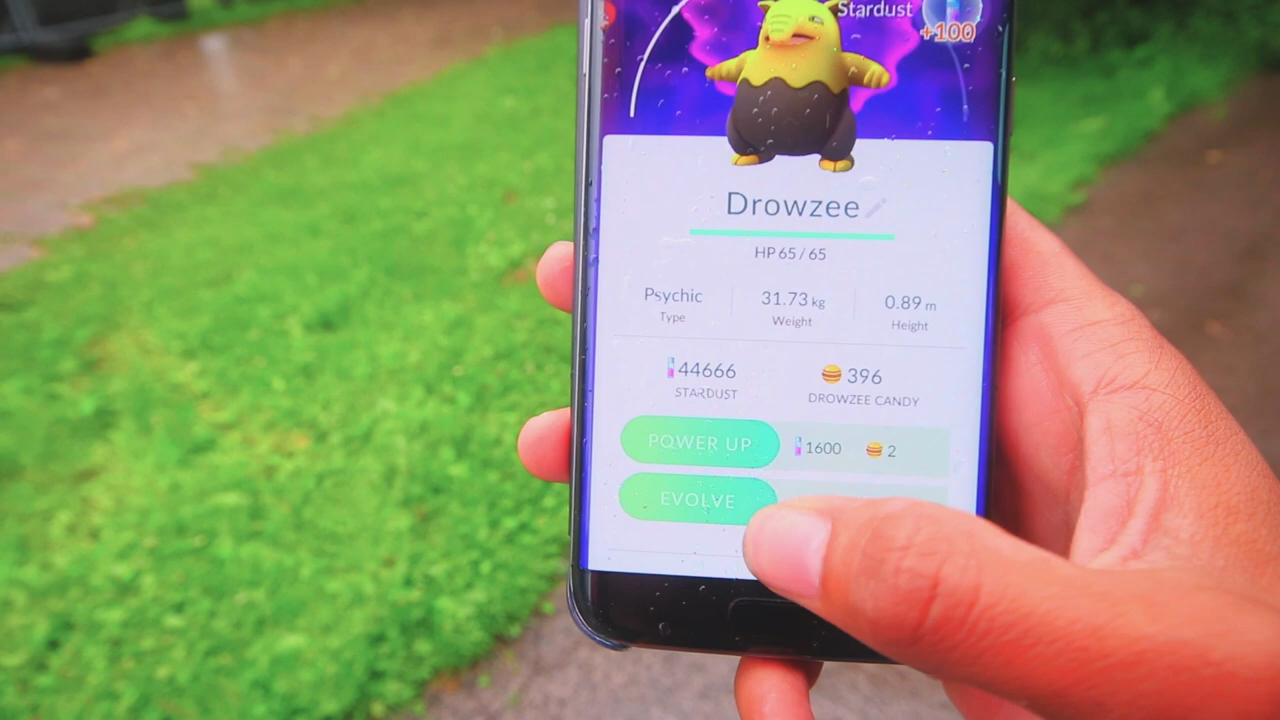 Stardust
+100
Drowzee
HP 65 / 65
Psychic 31.73 kg 0.89 m
Type Weight Height
44666 396
STARDUST DROWZEE CANDY
POWER UP 1600 2
EVOLVE